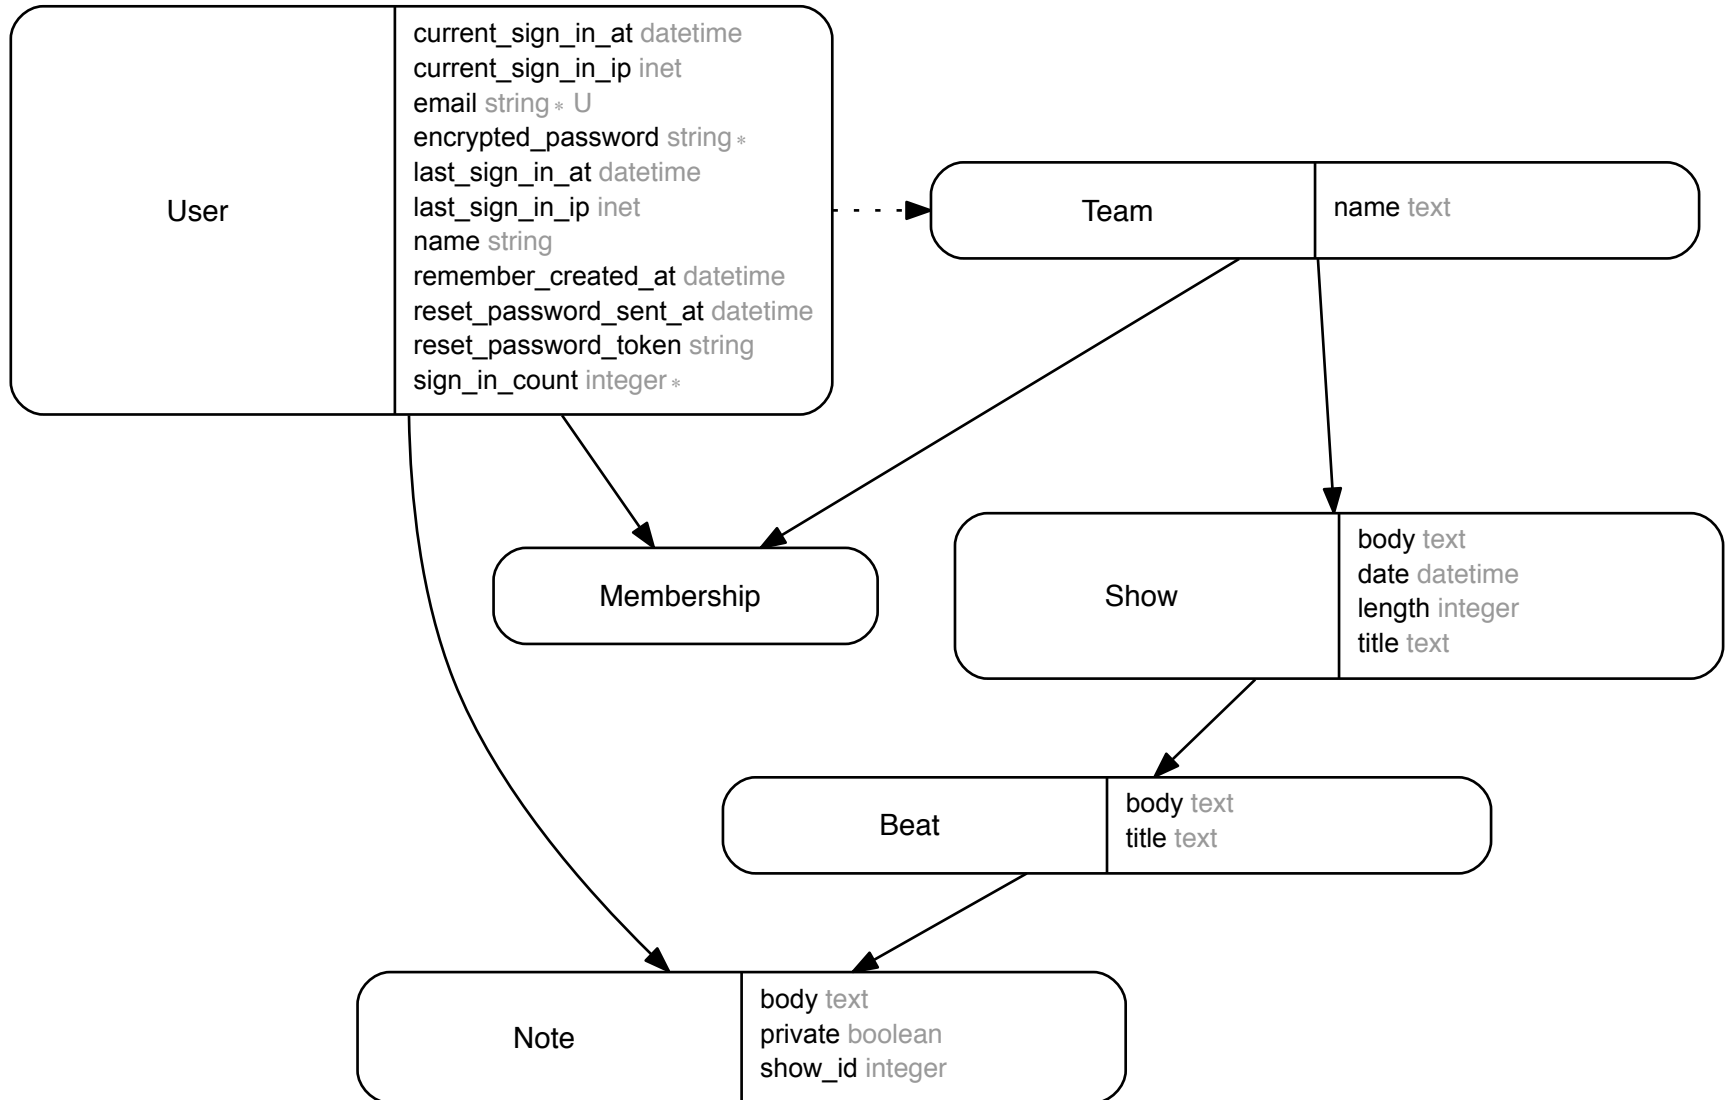 User
current_sign_in_at datetime
current_sign_in_ip inet
email string * U
encrypted_password string *
last_sign_in_at datetime
last_sign_in_ip inet
name string
remember_created_at datetime
reset_password_sent_at datetime
reset_password_token string
sign_in_count integer *
Team
name text
Membership
Show
body text
date datetime
length integer
title text
Beat
body text
title text
Note
body text
private boolean
show_id integer